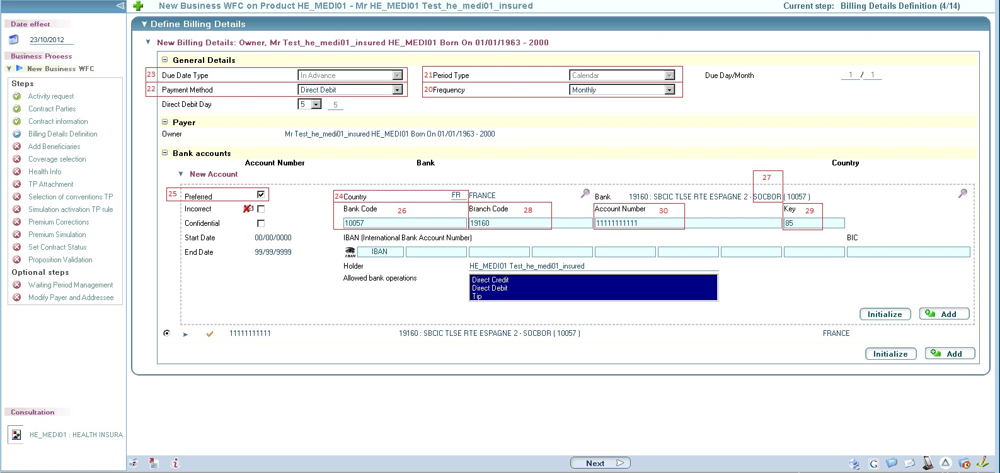 New Business WFC on Product HE_MEDI01 - Mr HE_MEDI01 Test_he_medi01_insured
Current step: Billing Details Definition (4/14)
Date effect
23/10/2012
Business Process
New Business WFC
Steps
Activity request
Contract Parties
Contract information
Billing Details Definition
Add Beneficiaries
Coverage selection
Health Info
TP Attachment
Selection of conventions TP
Simulation activation TP rule
Premium Corrections
Premium Simulation
Set Contract Status
Proposition Validation
Optional steps
Waiting Period Management
Modify Payer and Addressee
Consultation
HE_MEDI01 : HEALTH INSURA
Define Billing Details
New Billing Details: Owner, Mr Test_he_medi01_insured HE_MEDI01 Born On 01/01/1963 - 2000
General Details
23 Due Date Type In Advance 21 Period Type Calendar Due Day/Month 1 / 1
22 Payment Method Direct Debit 20 Frequency Monthly
Direct Debit Day 5 5
Payer
Owner Mr Test_he_medi01_insured HE_MEDI01 Born On 01/01/1963 - 2000
Bank accounts
Account Number Bank Country
New Account
27
25 Preferred 24 Country FR FRANCE Bank 19160 : SBCIC TLSE RTE ESPAGNE 2 - SOCBOR ( 10057 )
Incorrect Bank Code 26 Branch Code 28 Account Number 30 Key 29
Confidential 10057 19160 11111111111 85
Start Date 00/00/0000 IBAN (International Bank Account Number) BIC
End Date 99/99/9999 IBAN IBAN
Holder HE_MEDI01 Test_he_medi01_insured
Allowed bank operations Direct Credit
Direct Debit
Tip
Initialize Add
11111111111 19160 : SBCIC TLSE RTE ESPAGNE 2 - SOCBOR ( 10057 ) FRANCE
Initialize Add
Next
G